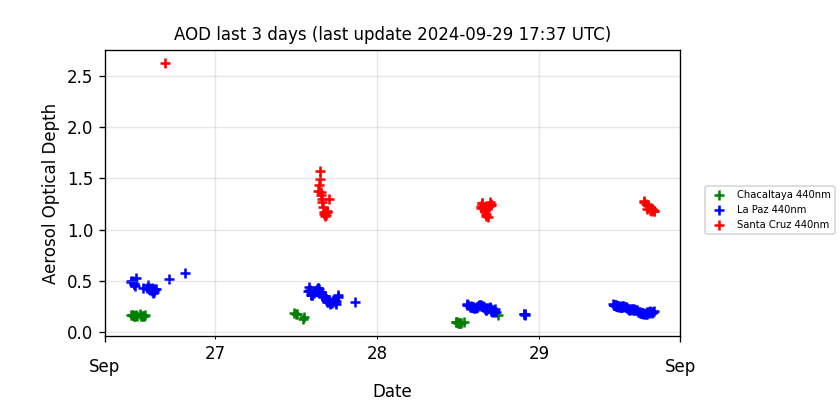 AOD last 3 days (last update 2024-09-29 17:37 UTC)
Aerosol Optical Depth
2.5
2.0
1.5
1.0
0.5
0.0
27
28
29
Sep
Sep
Date
Chacaltaya 440nm
La Paz 440nm
Santa Cruz 440nm